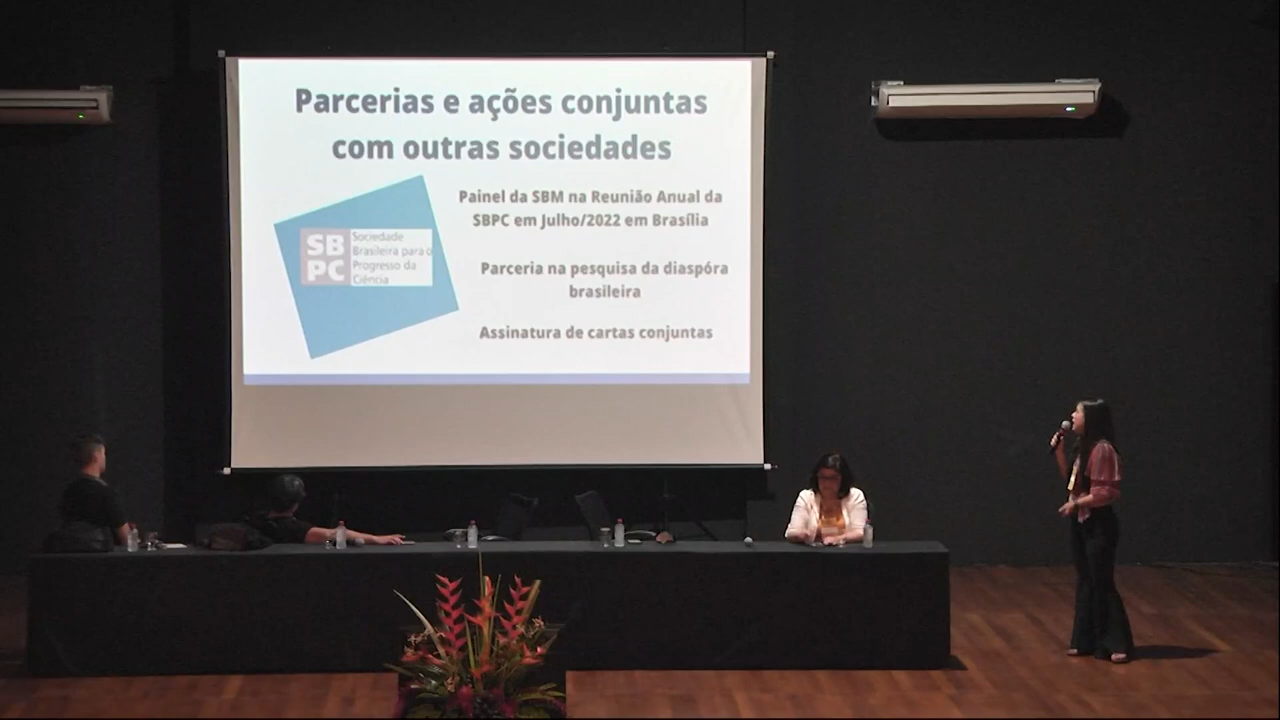 Parcerias e ações conjuntas
com outras sociedades
Painel da SBM na Reunião Anual da
SBPC em Julho/2022 em Brasília
SB
PC
Sociedade
Brasileira para o
Progresso da
Ciência
Parceria na pesquisa da diaspóra
brasileira
Assinatura de cartas conjuntas